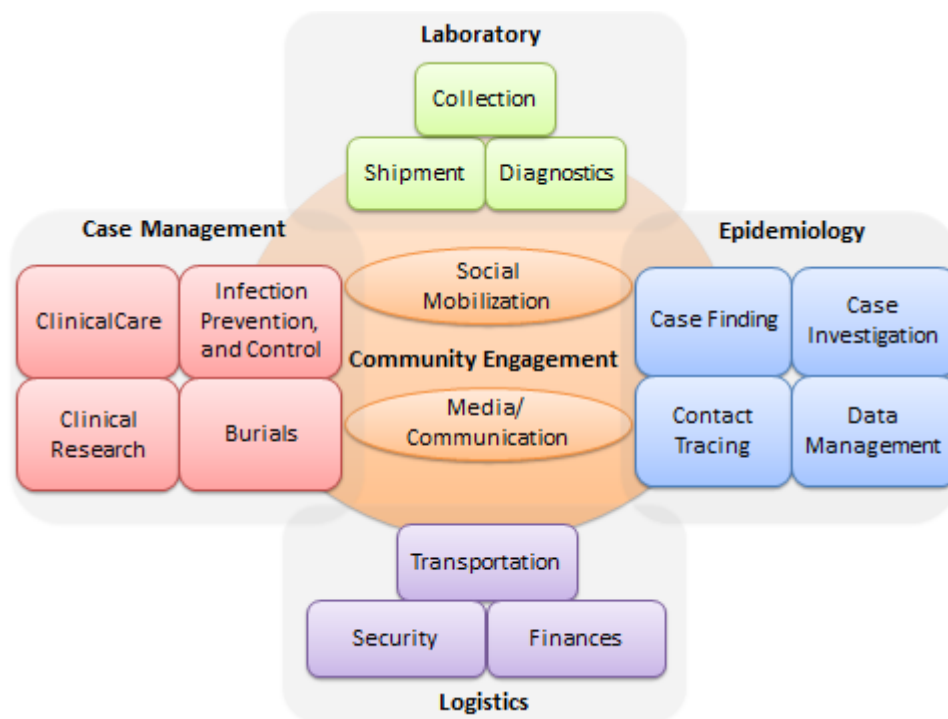 Laboratory
Collection
Shipment
Diagnostics
Case Management
ClinicalCare
Infection
Prevention,
and Control
Clinical
Research
Burials
Social
Mobilization
Community Engagement
Media/
Communication
Epidemiology
Case Finding
Case
Investigation
Contact
Tracing
Data
Management
Transportation
Security
Finances
Logistics